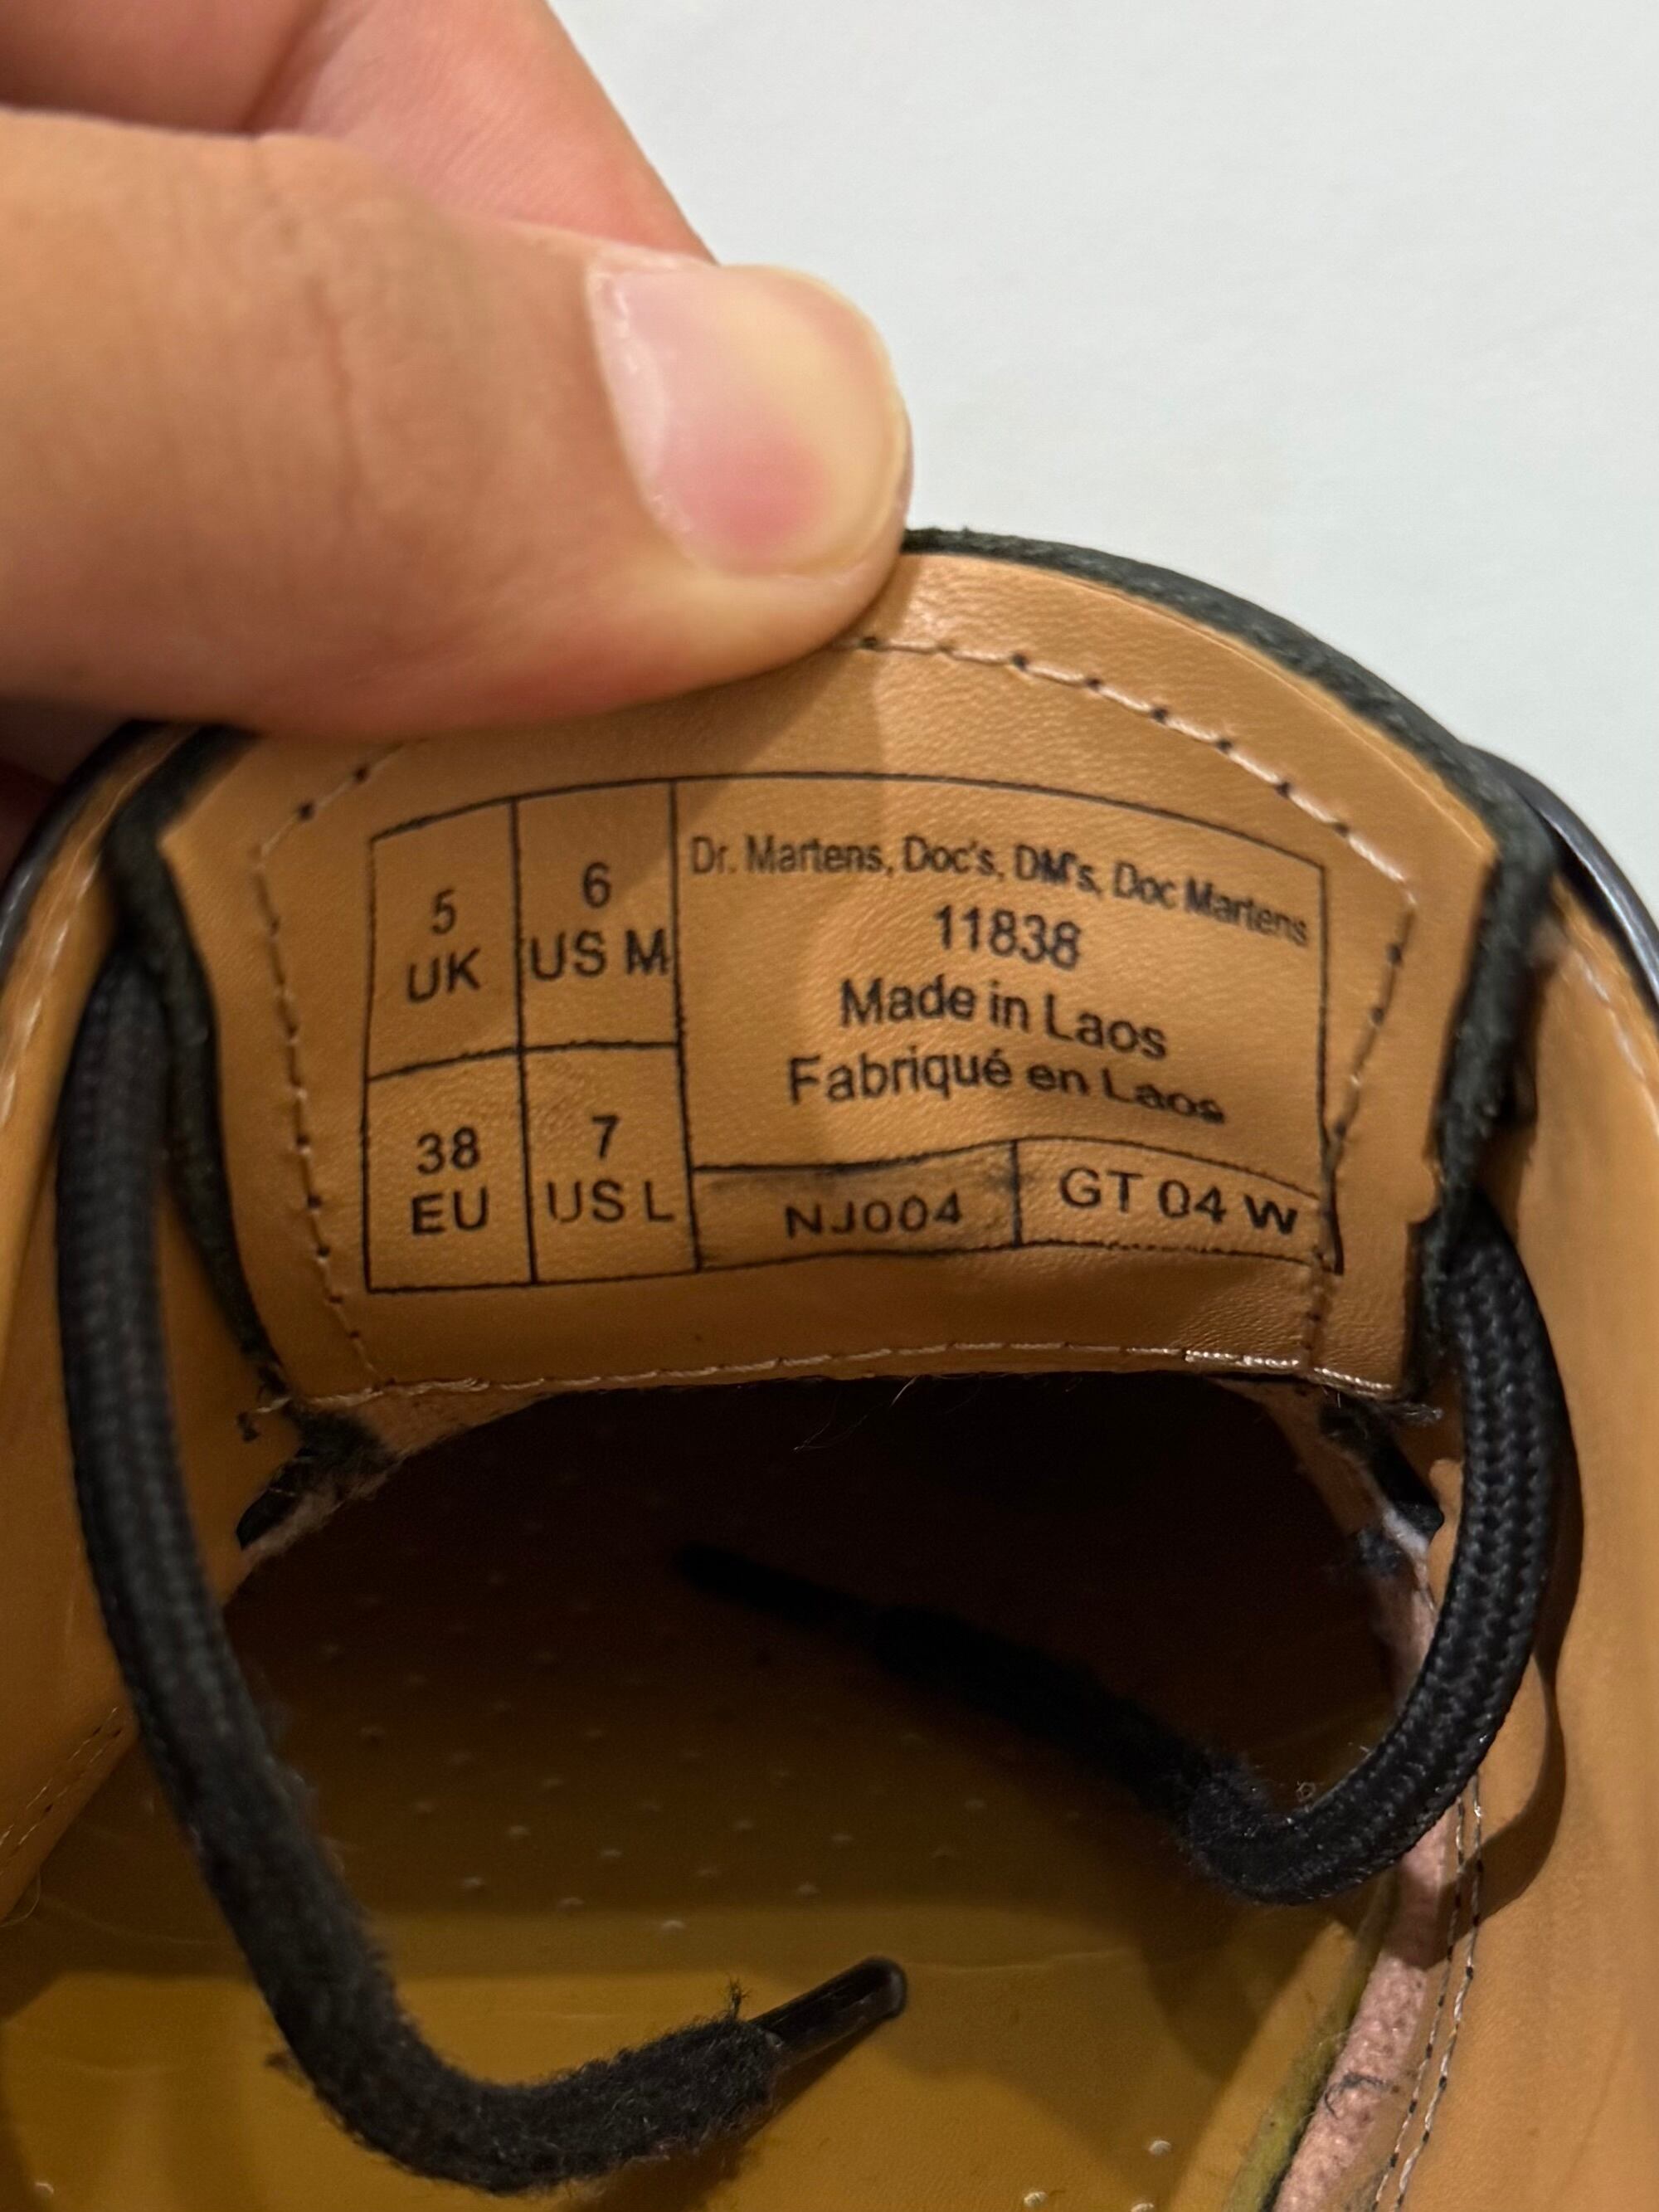 5
UK
6
US M
38
EU
7
US L
Dr. Martens, Doc's, DM's, Doc Martens
11838
Made in Laos
Fabriqué en Laos
NJ004
GT 04 W